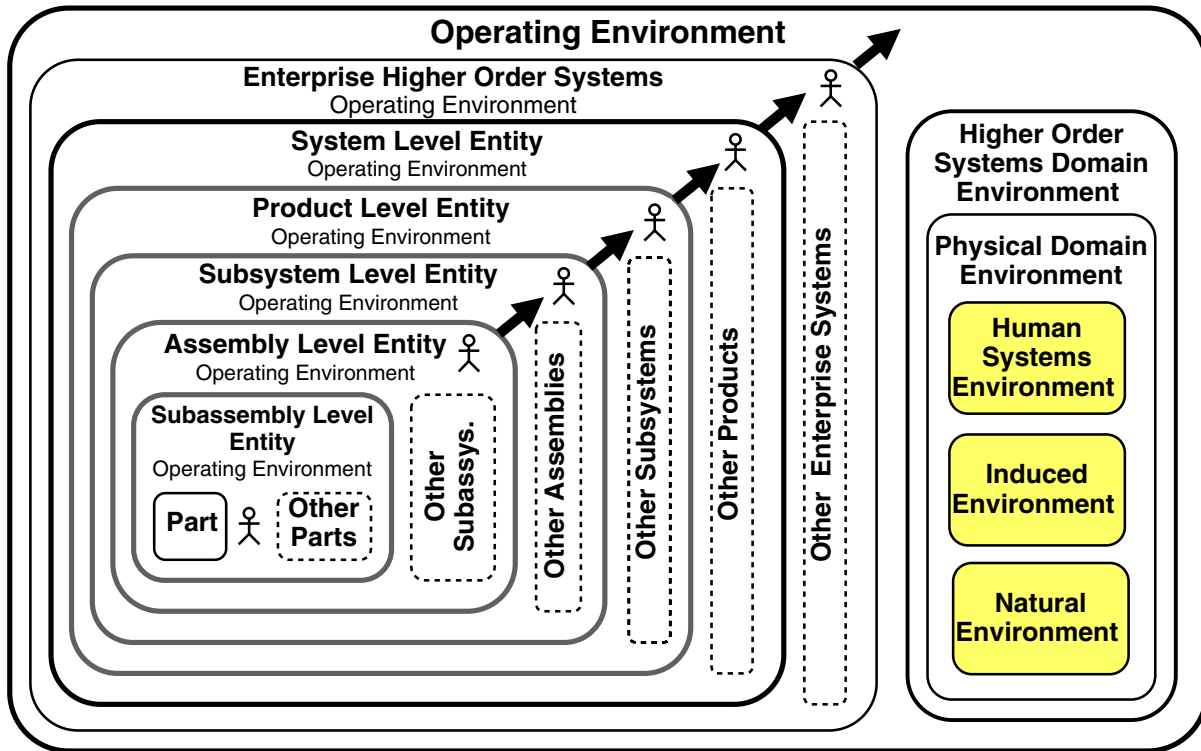 Operating Environment
Enterprise Higher Order Systems
Operating Environment
System Level Entity
Operating Environment
Product Level Entity
Operating Environment
Subsystem Level Entity
Operating Environment
Assembly Level Entity
Operating Environment
Subassembly Level
Entity
Operating Environment
Part
Other
Parts
Other
Subassys.
Other Assemblies
Other Subsystems
Other Products
Other Enterprise Systems
Higher Order
Systems Domain
Environment
Physical Domain
Environment
Human
Systems
Environment
Induced
Environment
Natural
Environment